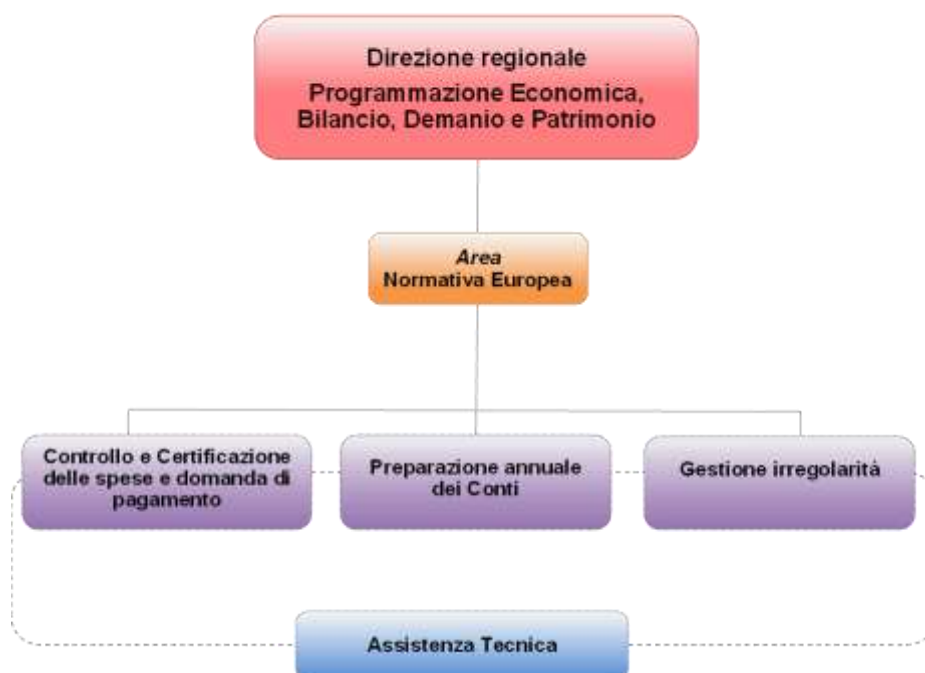 Direzione regionale
Programmazione Economica,
Bilancio, Demanio e Patrimonio
Area
Normativa Europea
Controllo e Certificazione
delle spese e domanda di
pagamento
Preparazione annuale
dei Conti
Gestione irregolarità
Assistenza Tecnica